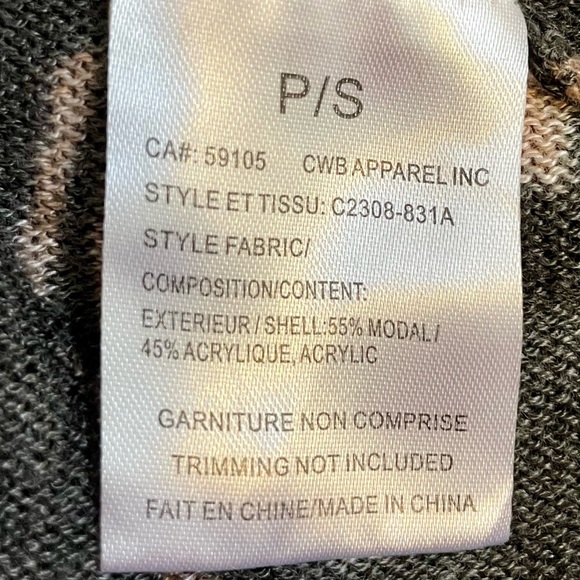 P/S
CA#: 59105 CWB APPAREL INC
STYLE ET TISSU: C2308-831A
STYLE FABRIC/
COMPOSITION/CONTENT:
EXTERIEUR / SHELL:55% MODAL/
45% ACRYLIQUE, ACRYLIC
GARNITURE NON COMPRISE
TRIMMING NOT INCLUDED
FAIT EN CHINE/MADE IN CHINA